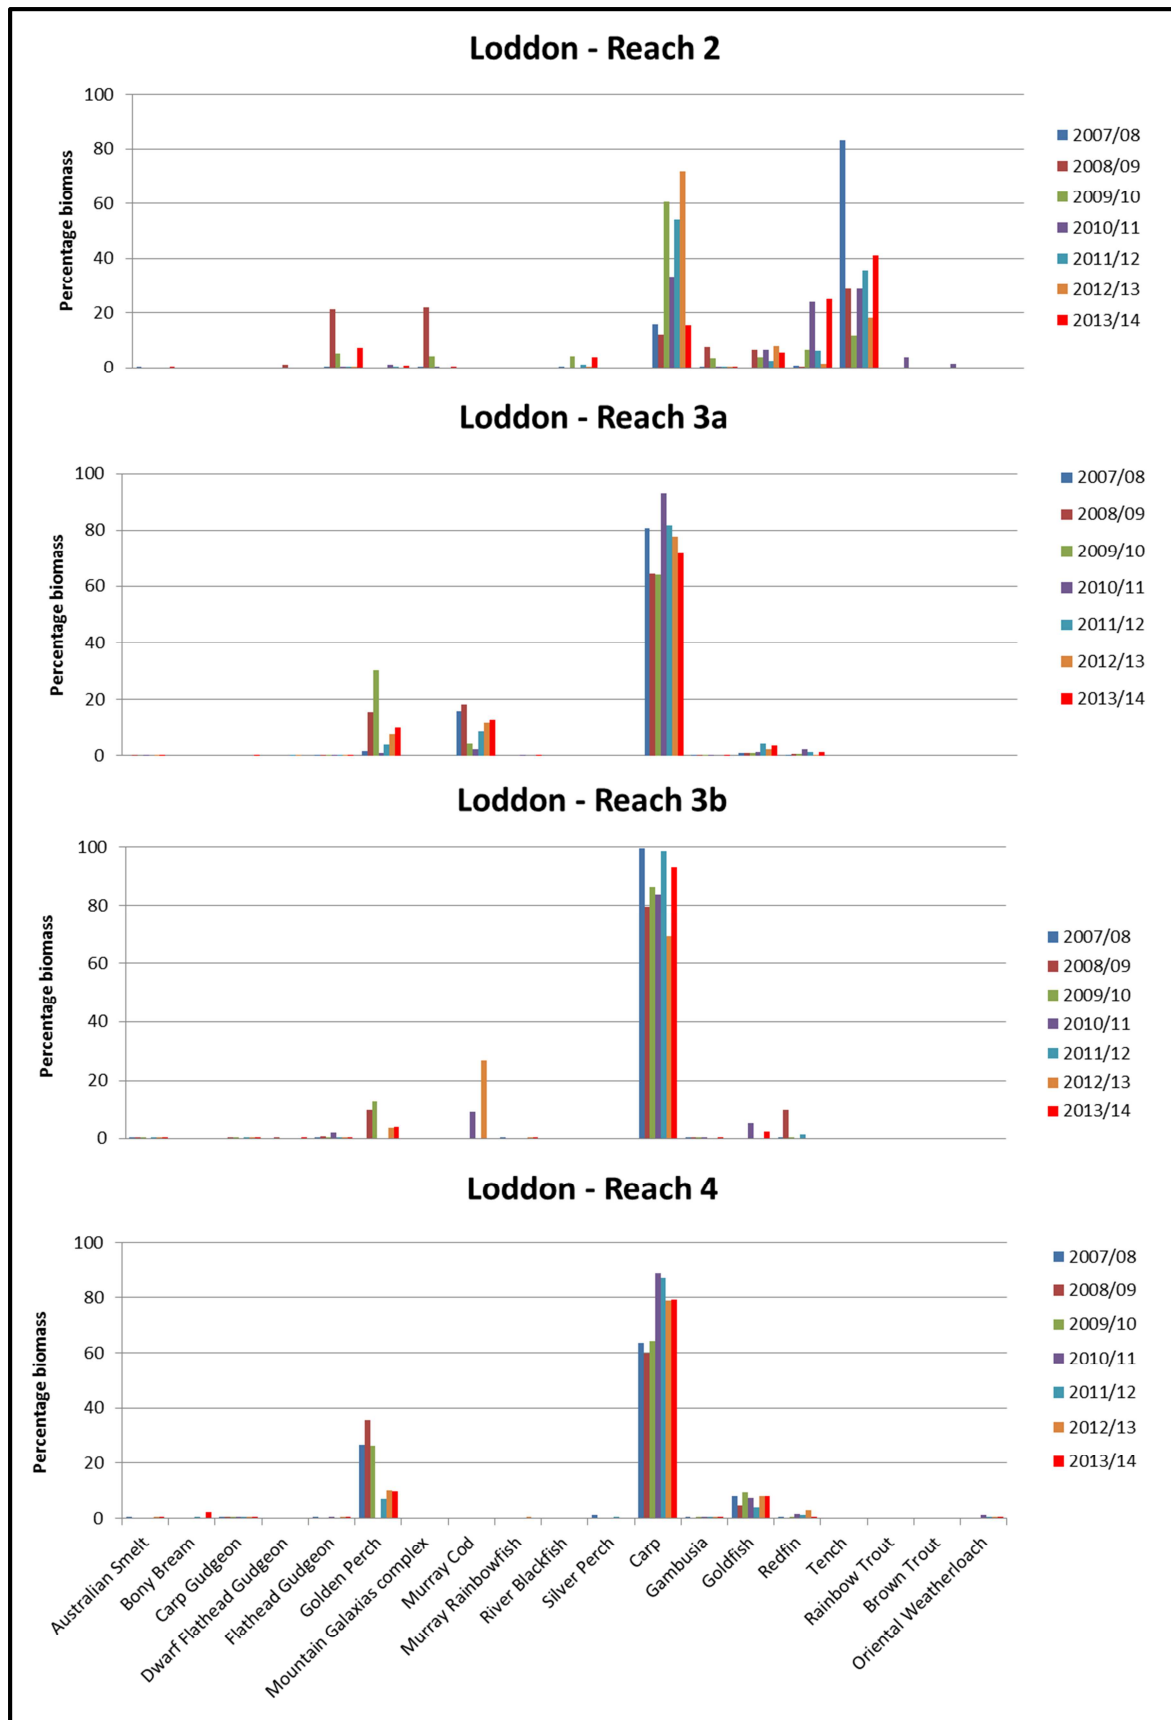 Loddon - Reach 2
Percentage biomass
100
80
60
40
20
0
2007/08
2008/09
2009/10
2010/11
2011/12
2012/13
2013/14
Loddon - Reach 3a
Percentage biomass
100
80
60
40
20
0
2007/08
2008/09
2009/10
2010/11
2011/12
2012/13
2013/14
Loddon - Reach 3b
Percentage biomass
100
80
60
40
20
0
2007/08
2008/09
2009/10
2010/11
2011/12
2012/13
2013/14
Loddon - Reach 4
Percentage biomass
100
80
60
40
20
0
2007/08
2008/09
2009/10
2010/11
2011/12
2012/13
2013/14
Australian Smelt
Bony Bream
Carp Gudgeon
Dwarf Flathead Gudgeon
Flathead Gudgeon
Golden Perch
Mountain Galaxias complex
Murray Cod
Murray Rainbowfish
River Blackfish
Silver Perch
Carp
Gambusia
Goldfish
Redfin
Tench
Rainbow Trout
Brown Trout
Oriental Weatherloach